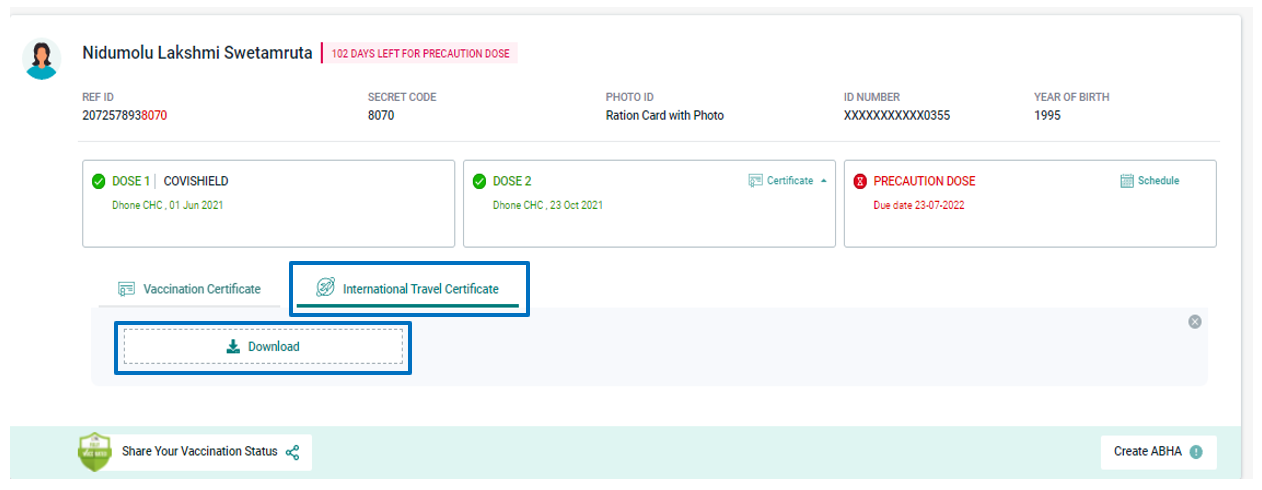 Nidumolu Lakshmi Swetamruta 102 DAYS LEFT FOR PRECAUTION DOSE
REF ID SECRET CODE PHOTO ID ID NUMBER YEAR OF BIRTH
2072578938070 8070 Ration Card with Photo XXXXXXXXXXX0355 1995
DOSE 1 COVISHIELD
Dhone CHC , 01 Jun 2021
DOSE 2 Certificate
Dhone CHC , 23 Oct 2021
PRECAUTION DOSE Schedule
Due date 23-07-2022
Vaccination Certificate International Travel Certificate
Download
Share Your Vaccination Status Create ABHA